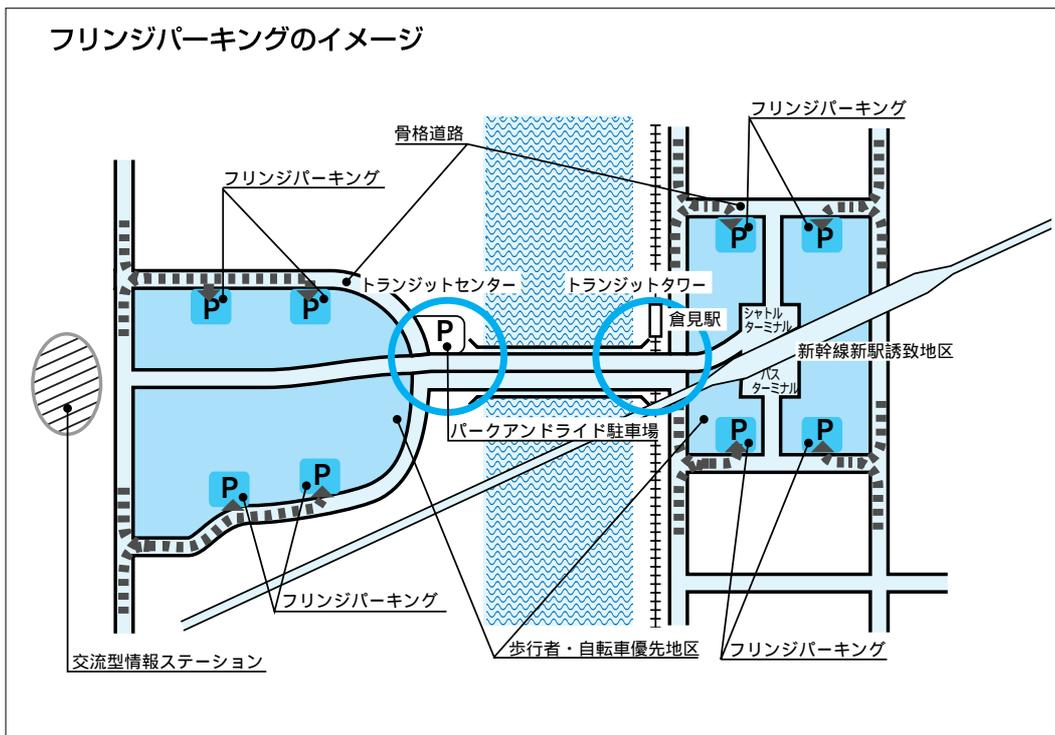 フリンジパーキングのイメージ
フリンジパーキング
骨格道路
フリンジパーキング
P
P
P
P
トランジットセンター
トランジットタワー
P
倉見駅
シャトル
ターミナル
新幹線新駅誘致地区
バス
ターミナル
パークアンドライド駐車場
P
P
P
P
フリンジパーキング
歩行者・自転車優先地区
フリンジパーキング
交流型情報ステーション